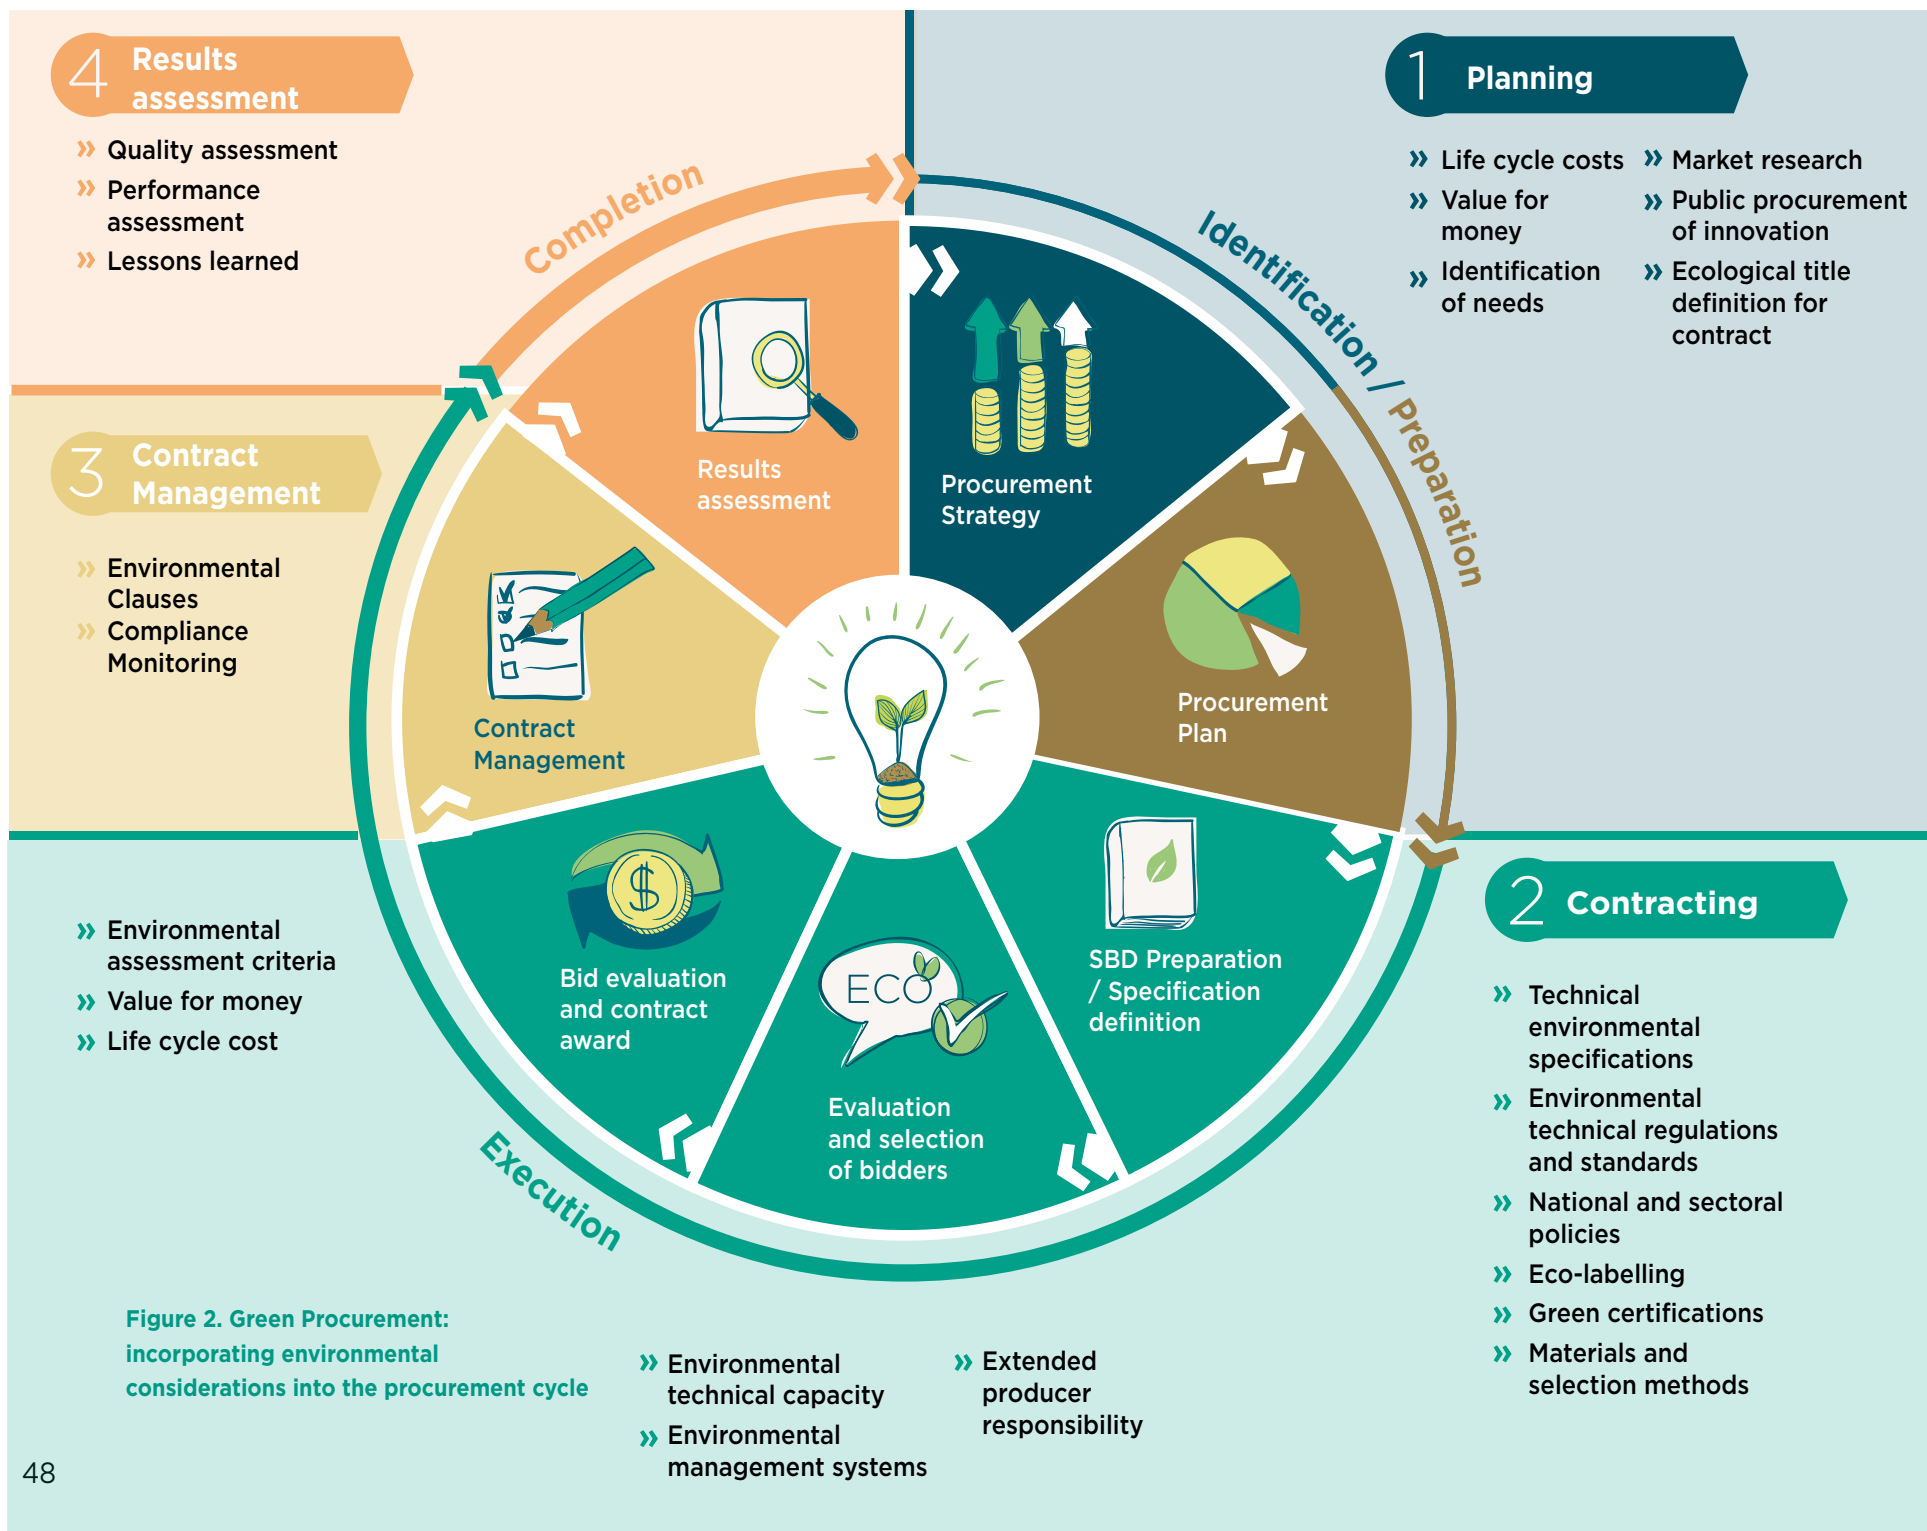 4
Results
assessment
» Quality assessment
» Performance
assessment
» Lessons learned
1
Planning
» Life cycle costs
» Value for
money
» Identification
of needs
» Market research
» Public procurement
of innovation
» Ecological title
definition for
contract
Completion
Identification / Preparation
Results
assessment
Procurement
Strategy
3
Contract
Management
» Environmental
Clauses
» Compliance
Monitoring
Contract
Management
Procurement
Plan
2
Contracting
» Technical
environmental
specifications
» Environmental
technical regulations
and standards
» National and sectoral
policies
» Eco-labelling
» Green certifications
» Materials and
selection methods
$
Bid evaluation
and contract
award
ECO
Evaluation
and selection
of bidders
SBD Preparation
/ Specification
definition
» Environmental
assessment criteria
» Value for money
» Life cycle cost
Execution
Figure 2. Green Procurement:
incorporating environmental
considerations into the procurement cycle
» Environmental
technical capacity
» Environmental
management systems
» Extended
producer
responsibility
48